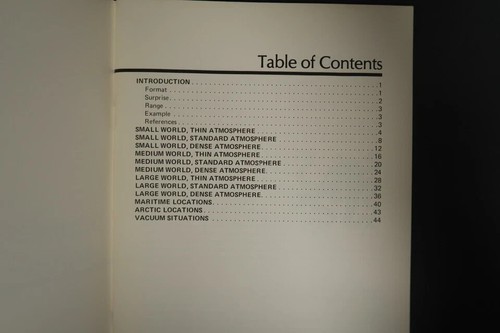 Table of Contents
INTRODUCTION . . . . . . . . . . . . . . . . . . . . . . . . . . . . . . . . . . . . . . 1
Format . . . . . . . . . . . . . . . . . . . . . . . . . . . . . . . . . . . . . . . . . . 1
Surprise. . . . . . . . . . . . . . . . . . . . . . . . . . . . . . . . . . . . . . . . . . 2
Range . . . . . . . . . . . . . . . . . . . . . . . . . . . . . . . . . . . . . . . . . . 3
Example . . . . . . . . . . . . . . . . . . . . . . . . . . . . . . . . . . . . . . . . 3
References . . . . . . . . . . . . . . . . . . . . . . . . . . . . . . . . . . . . . . 3
SMALL WORLD, THIN ATMOSPHERE . . . . . . . . . . . . . . . . . . . . . . . . 4
SMALL WORLD, STANDARD ATMOSPHERE . . . . . . . . . . . . . . . . . . . . 8
SMALL WORLD, DENSE ATMOSPHERE. . . . . . . . . . . . . . . . . . . . . . . 12
MEDIUM WORLD, THIN ATMOSPHERE. . . . . . . . . . . . . . . . . . . . . . . 16
MEDIUM WORLD, STANDARD ATMOSPHERE . . . . . . . . . . . . . . . . . . . 20
MEDIUM WORLD, DENSE ATMOSPHERE. . . . . . . . . . . . . . . . . . . . . . 24
LARGE WORLD, THIN ATMOSPHERE . . . . . . . . . . . . . . . . . . . . . . . . 28
LARGE WORLD, STANDARD ATMOSPHERE . . . . . . . . . . . . . . . . . . . . 32
LARGE WORLD, DENSE ATMOSPHERE. . . . . . . . . . . . . . . . . . . . . . . 36
MARITIME LOCATIONS. . . . . . . . . . . . . . . . . . . . . . . . . . . . . . . . . 40
ARCTIC LOCATIONS. . . . . . . . . . . . . . . . . . . . . . . . . . . . . . . . . . . 43
VACUUM SITUATIONS . . . . . . . . . . . . . . . . . . . . . . . . . . . . . . . . . 44